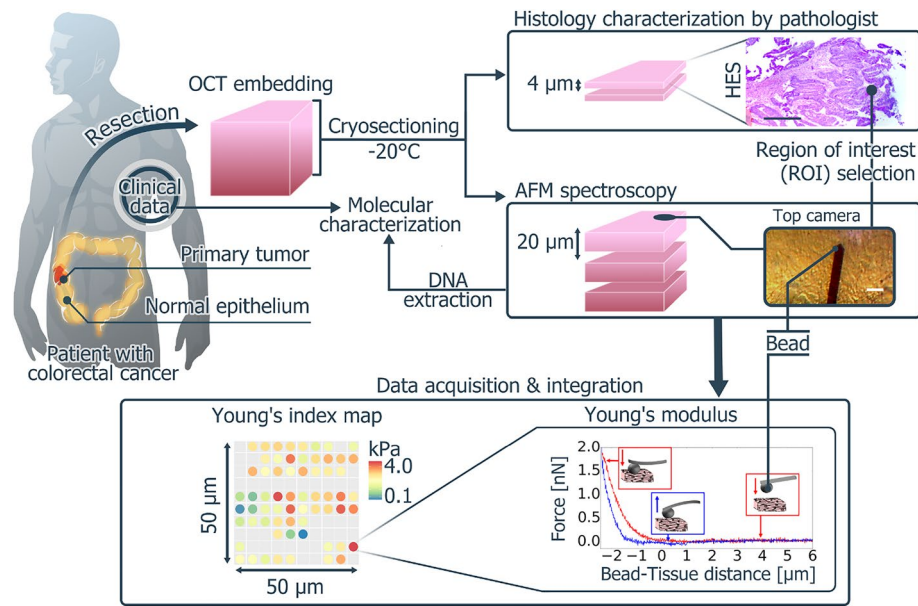 Histology characterization by pathologist
OCT embedding
4 µm
HES
Resection
Cryosectioning
-20°C
Region of interest
(ROI) selection
Clinical
data
Molecular
characterization
AFM spectroscopy
Top camera
20 µm
Primary tumor
DNA
extraction
Normal epithelium
Bead
Patient with
colorectal cancer
Data acquisition & integration
Young's index map
Young's modulus
kPa
4.0
0.1
50 µm
50 µm
Force [nN]
2.0
1.5
1.0
0.5
0.0
−2 −1 0 1 2 3 4 5 6
Bead-Tissue distance [µm]